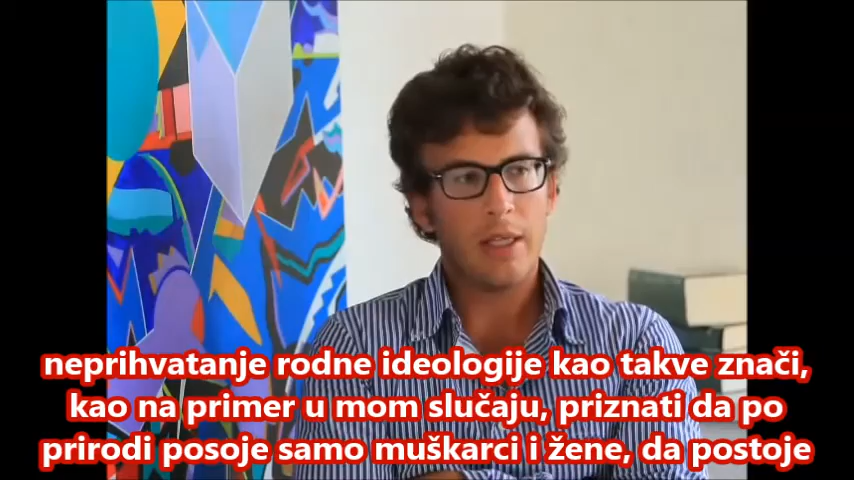 neprihvatanje rodne ideologije kao takve znači,
kao na primer u mom slučaju, priznati da po
prirodi posoje samo muškarci i žene, da postoje